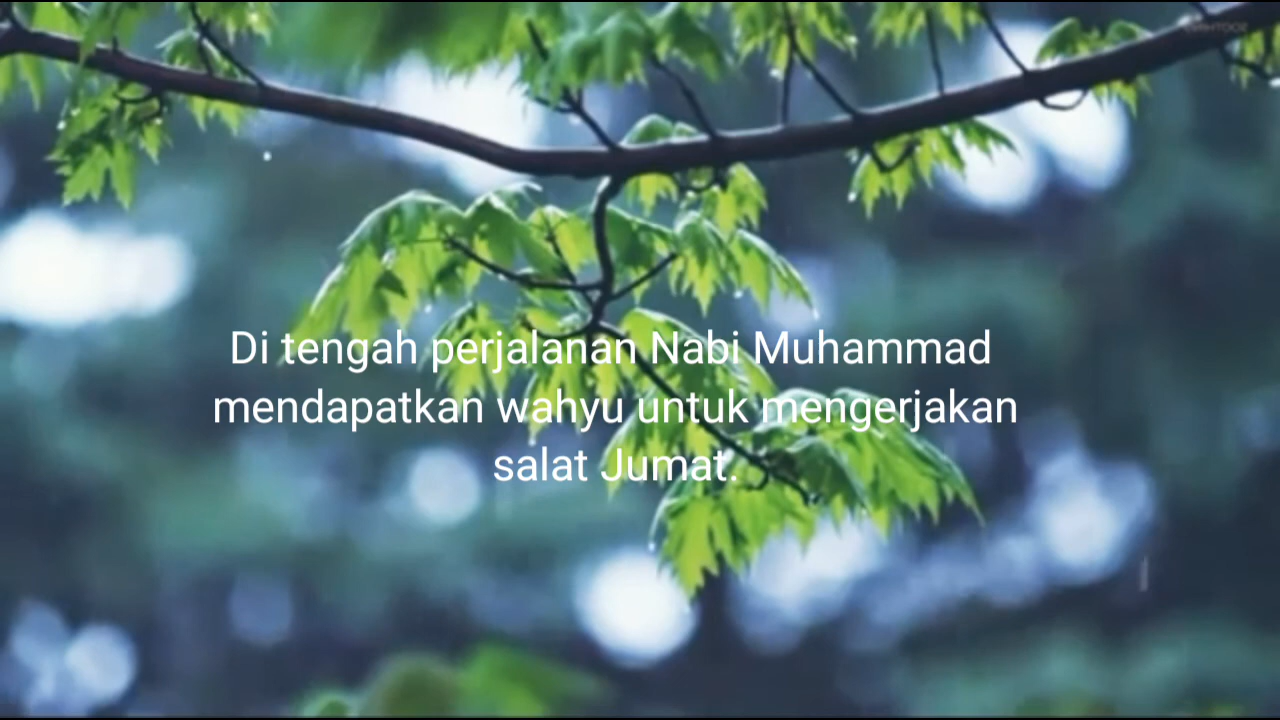 Di tengah perjalanan Nabi Muhammad
mendapatkan wahyu untuk mengerjakan
salat Jumat.